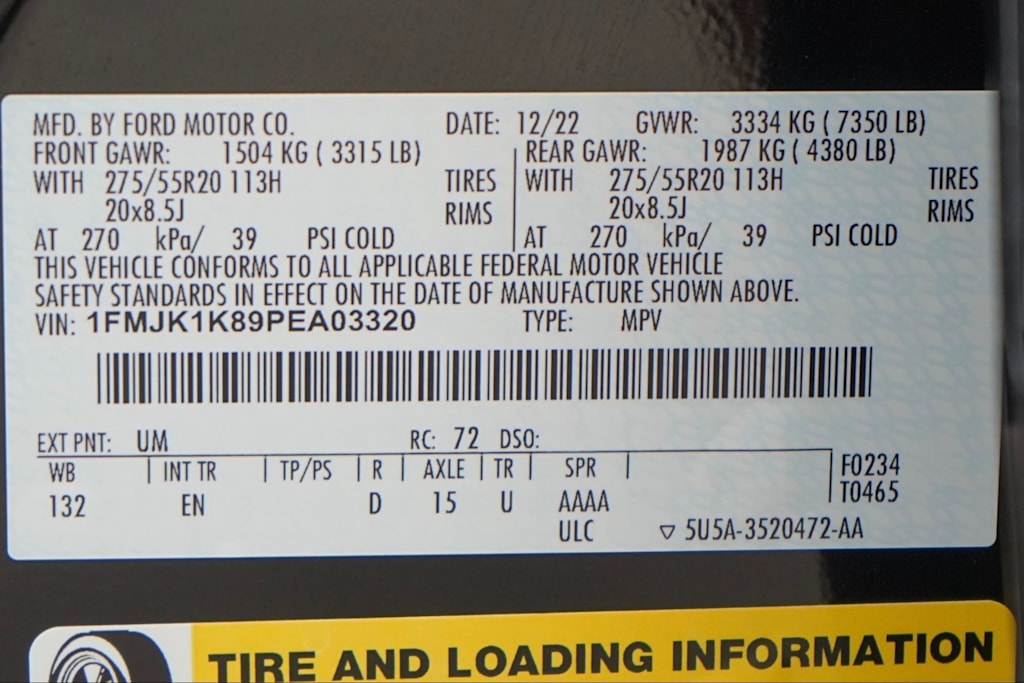 MFD. BY FORD MOTOR CO. DATE: 12/22 GVWR: 3334 KG ( 7350 LB)
FRONT GAWR: 1504 KG ( 3315 LB) REAR GAWR: 1987 KG ( 4380 LB)
WITH 275/55R20 113H TIRES WITH 275/55R20 113H TIRES
20x8.5J RIMS 20x8.5J RIMS
AT 270 kPa/ 39 PSI COLD AT 270 kPa/ 39 PSI COLD
THIS VEHICLE CONFORMS TO ALL APPLICABLE FEDERAL MOTOR VEHICLE
SAFETY STANDARDS IN EFFECT ON THE DATE OF MANUFACTURE SHOWN ABOVE.
VIN: 1FMJK1K89PEA03320 TYPE: MPV
EXT PNT: UM RC: 72 DSO:
WB INT TR TP/PS R AXLE TR SPR F0234
132 EN D 15 U AAAA T0465
ULC ▽ 5U5A-3520472-AA
TIRE AND LOADING INFORMATION